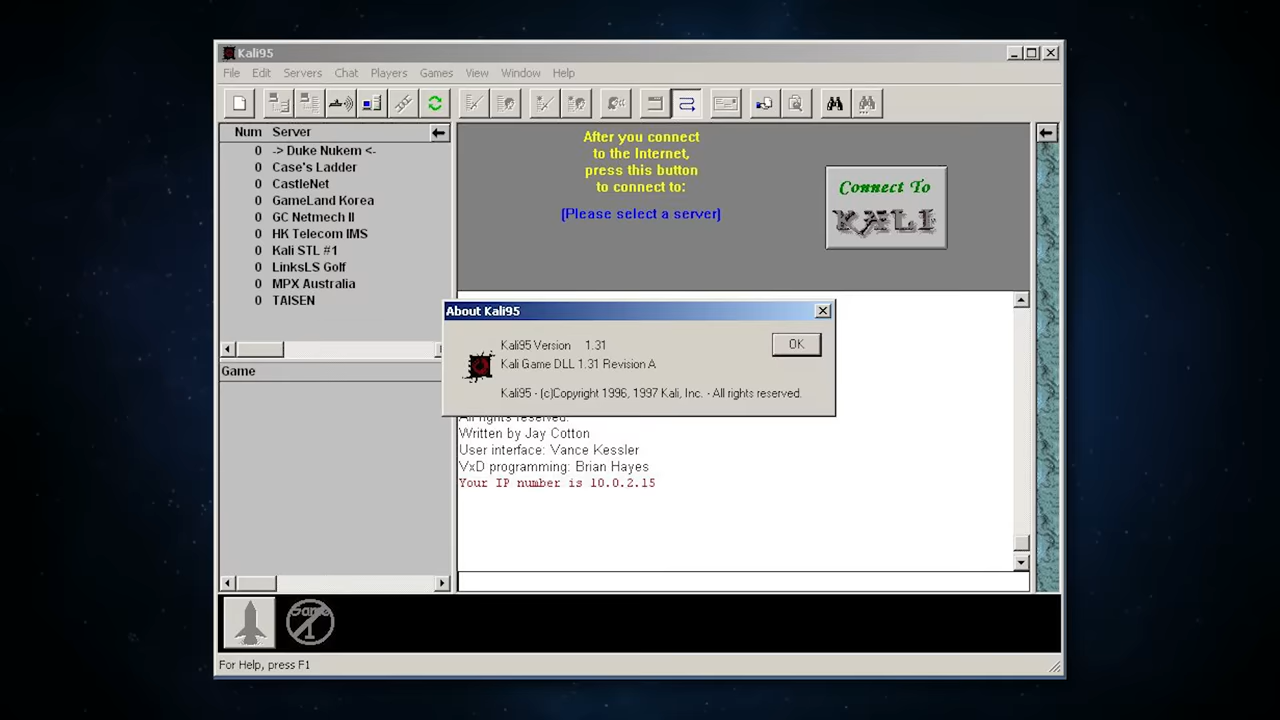 Kali95
File Edit Servers Chat Players Games View Window Help
Num Server
0 -> Duke Nukem <-
0 Case's Ladder
0 CastleNet
0 GameLand Korea
0 GC Netmech II
0 HK Telecom IMS
0 Kali STL #1
0 LinksLS Golf
0 MPX Australia
0 TAISEN
Game
After you connect
to the Internet,
press this button
to connect to:
(Please select a server)
Connect To
KALI
About Kali95
Kali95 Version 1.31
OK
Kali Game DLL 1.31 Revision A
Kali95 - (c)Copyright 1996, 1997 Kali, Inc. - All rights reserved.
All rights reserved.
Written by Jay Cotton
User interface: Vance Kessler
VxD programming: Brian Hayes
Your IP number is 10.0.2.15
Game
For Help, press F1